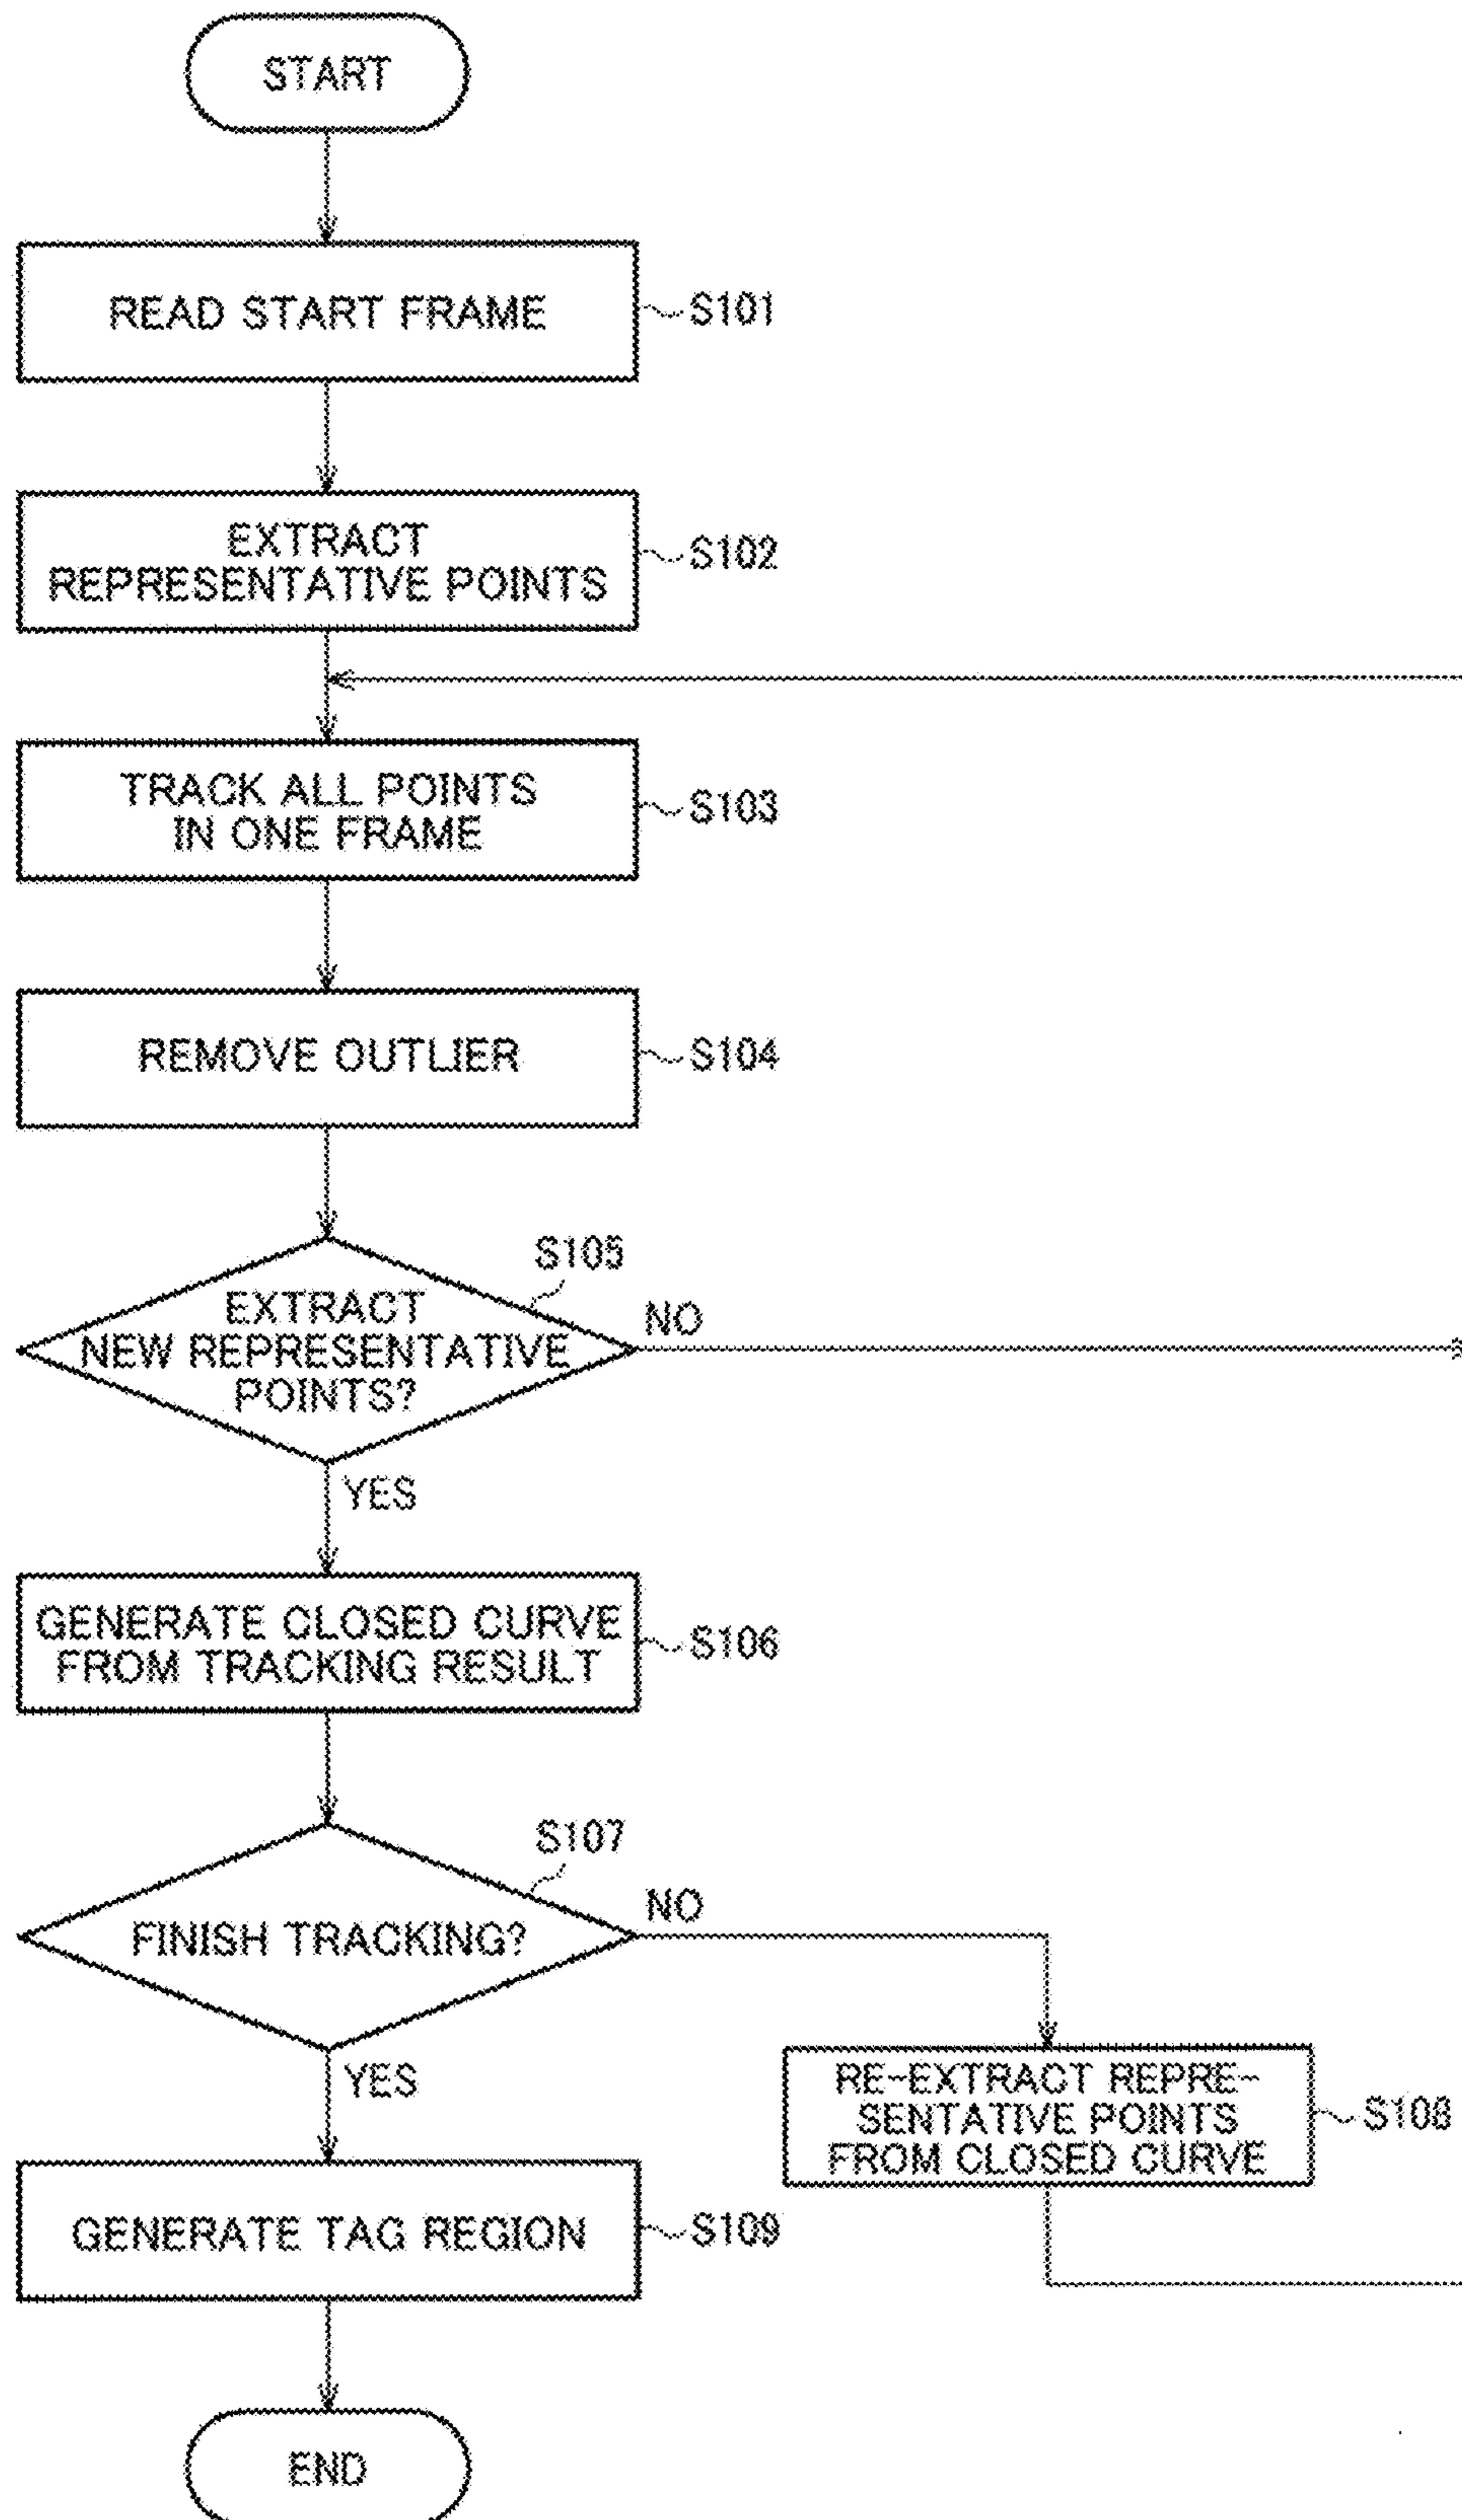 START
READ START FRAME
S101
EXTRACT
REPRESENTATIVE POINTS
S102
TRACK ALL POINTS
IN ONE FRAME
S103
REMOVE OUTLIER
S104
S105
EXTRACT
NEW REPRESENTATIVE
POINTS?
NO
YES
GENERATE CLOSED CURVE
FROM TRACKING RESULT
S106
S107
FINISH TRACKING?
NO
YES
RE-EXTRACT REPRE-
SENTATIVE POINTS
FROM CLOSED CURVE
S108
GENERATE TAG REGION
S109
END